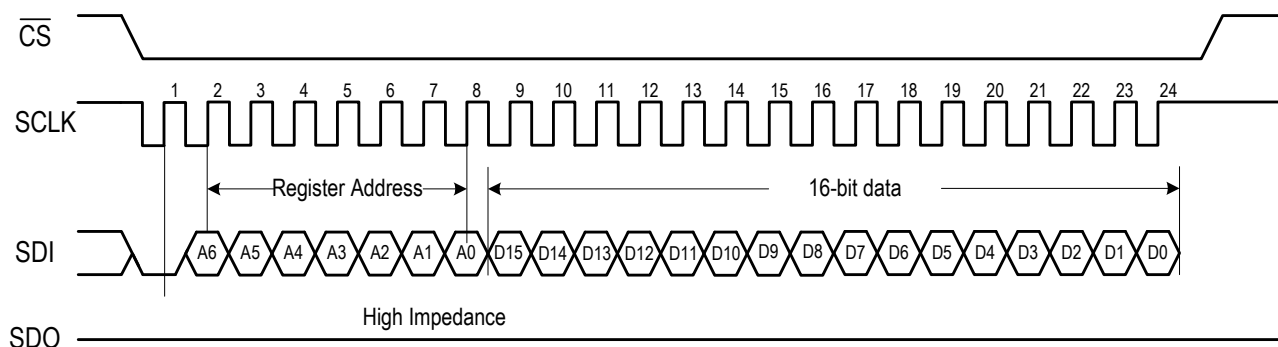 CS
1 2 3 4 5 6 7 8 9 10 11 12 13 14 15 16 17 18 19 20 21 22 23 24
SCLK
Register Address 16-bit data
SDI A6 A5 A4 A3 A2 A1 A0 D15 D14 D13 D12 D11 D10 D9 D8 D7 D6 D5 D4 D3 D2 D1 D0
High Impedance
SDO